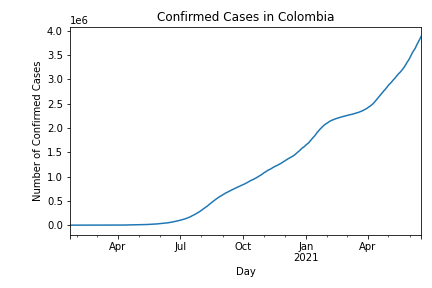 Confirmed Cases in Colombia
1e6
4.0
3.5
3.0
2.5
2.0
1.5
1.0
0.5
0.0
Number of Confirmed Cases
Apr Jul Oct Jan Apr
2021
Day